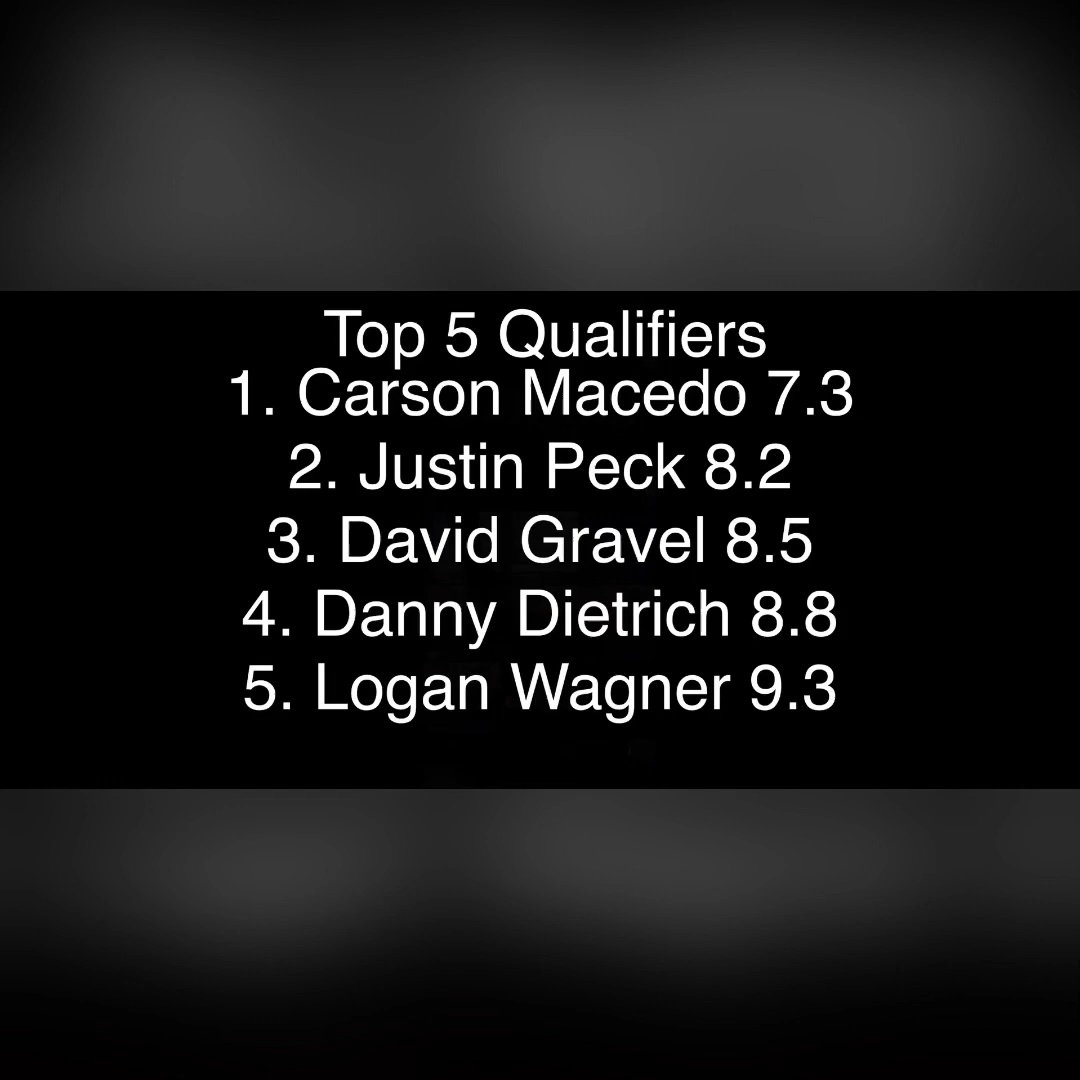 Top 5 Qualifiers
1. Carson Macedo 7.3
2. Justin Peck 8.2
3. David Gravel 8.5
4. Danny Dietrich 8.8
5. Logan Wagner 9.3